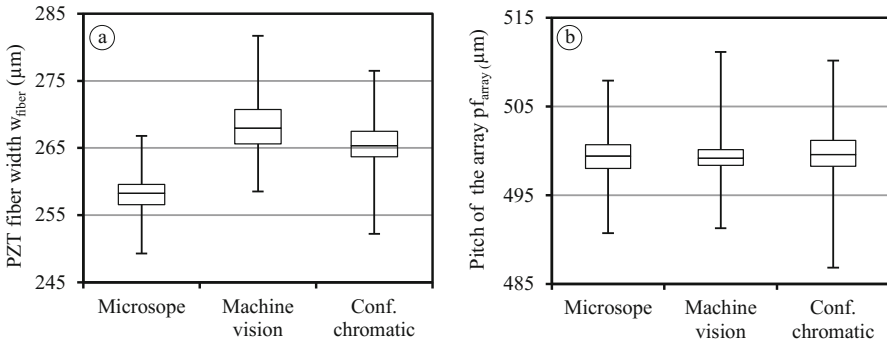 PZT fiber width w_fiber (µm)
285
275
265
255
245
a
Microsope
Machine
vision
Conf.
chromatic
Pitch of the array pf_array (µm)
515
505
495
485
b
Microsope
Machine
vision
Conf.
chromatic